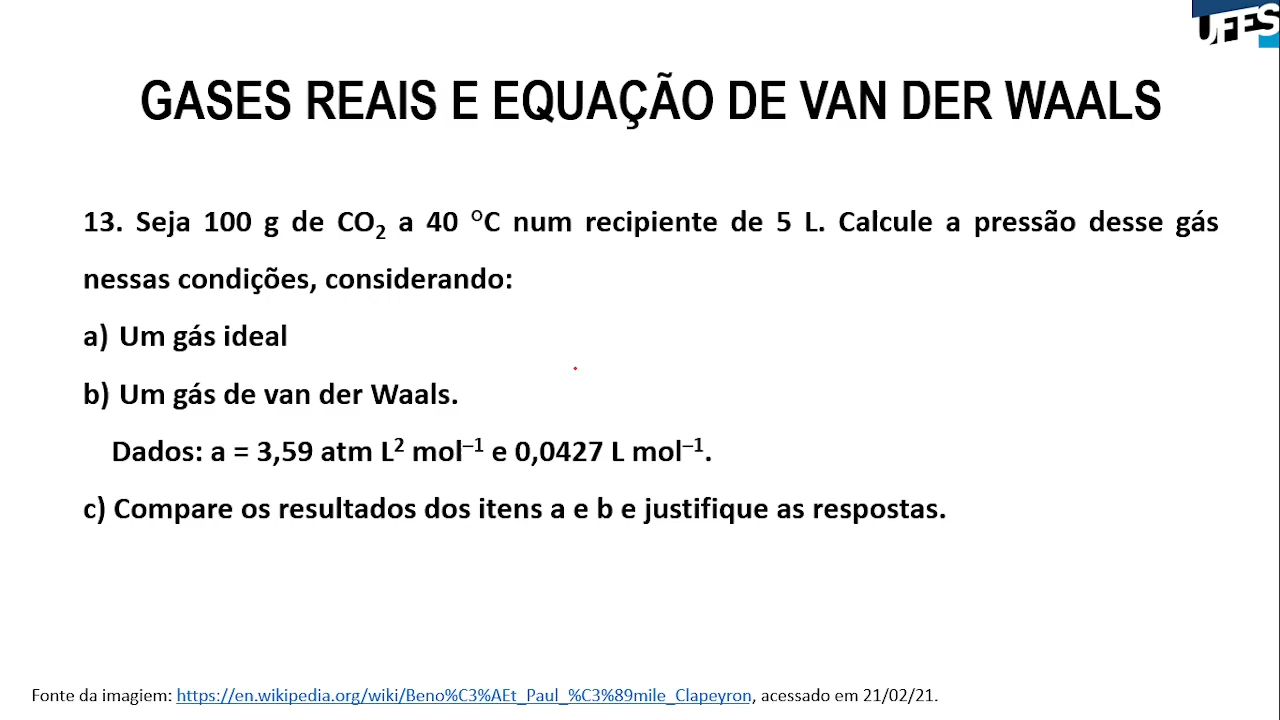 UFES
GASES REAIS E EQUAÇÃO DE VAN DER WAALS
13. Seja 100 g de CO₂ a 40 °C num recipiente de 5 L. Calcule a pressão desse gás
nessas condições, considerando:
a) Um gás ideal
b) Um gás de van der Waals.
Dados: a = 3,59 atm L² mol⁻¹ e 0,0427 L mol⁻¹.
c) Compare os resultados dos itens a e b e justifique as respostas.
Fonte da imagiem: https://en.wikipedia.org/wiki/Beno%C3%AEt_Paul_%C3%89mile_Clapeyron, acessado em 21/02/21.